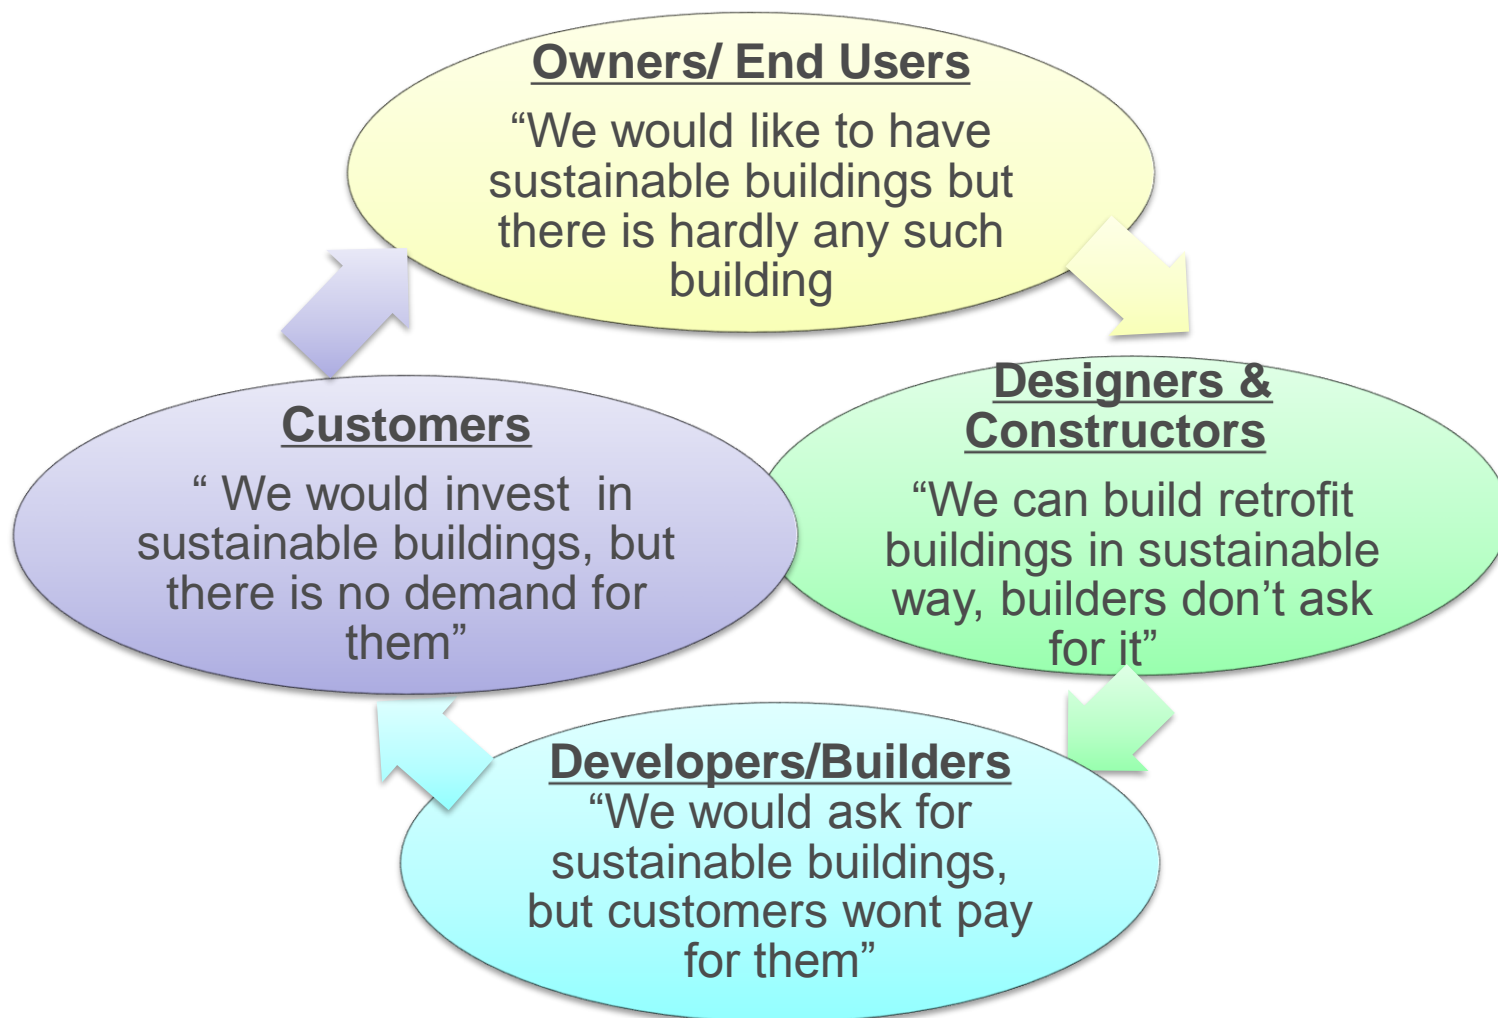 Owners/ End Users
“We would like to have
sustainable buildings but
there is hardly any such
building
Designers &
Constructors
“We can build retrofit
buildings in sustainable
way, builders don’t ask
for it”
Developers/Builders
“We would ask for
sustainable buildings,
but customers wont pay
for them”
Customers
“ We would invest  in
sustainable buildings, but
there is no demand for
them”